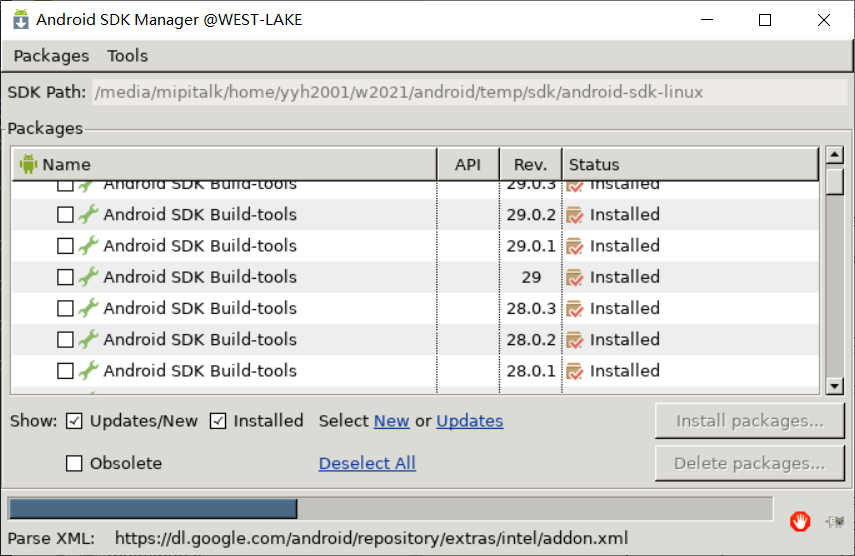 Android SDK Manager @WEST-LAKE
Packages Tools
SDK Path: /media/mipitalk/home/yyh2001/w2021/android/temp/sdk/android-sdk-linux
Packages
Name API Rev. Status
Android SDK Build-tools 29.0.3 Installed
Android SDK Build-tools 29.0.2 Installed
Android SDK Build-tools 29.0.1 Installed
Android SDK Build-tools 29 Installed
Android SDK Build-tools 28.0.3 Installed
Android SDK Build-tools 28.0.2 Installed
Android SDK Build-tools 28.0.1 Installed
Show: Updates/New Installed Select New or Updates Install packages...
Obsolete Deselect All Delete packages...
Parse XML: https://dl.google.com/android/repository/extras/intel/addon.xml